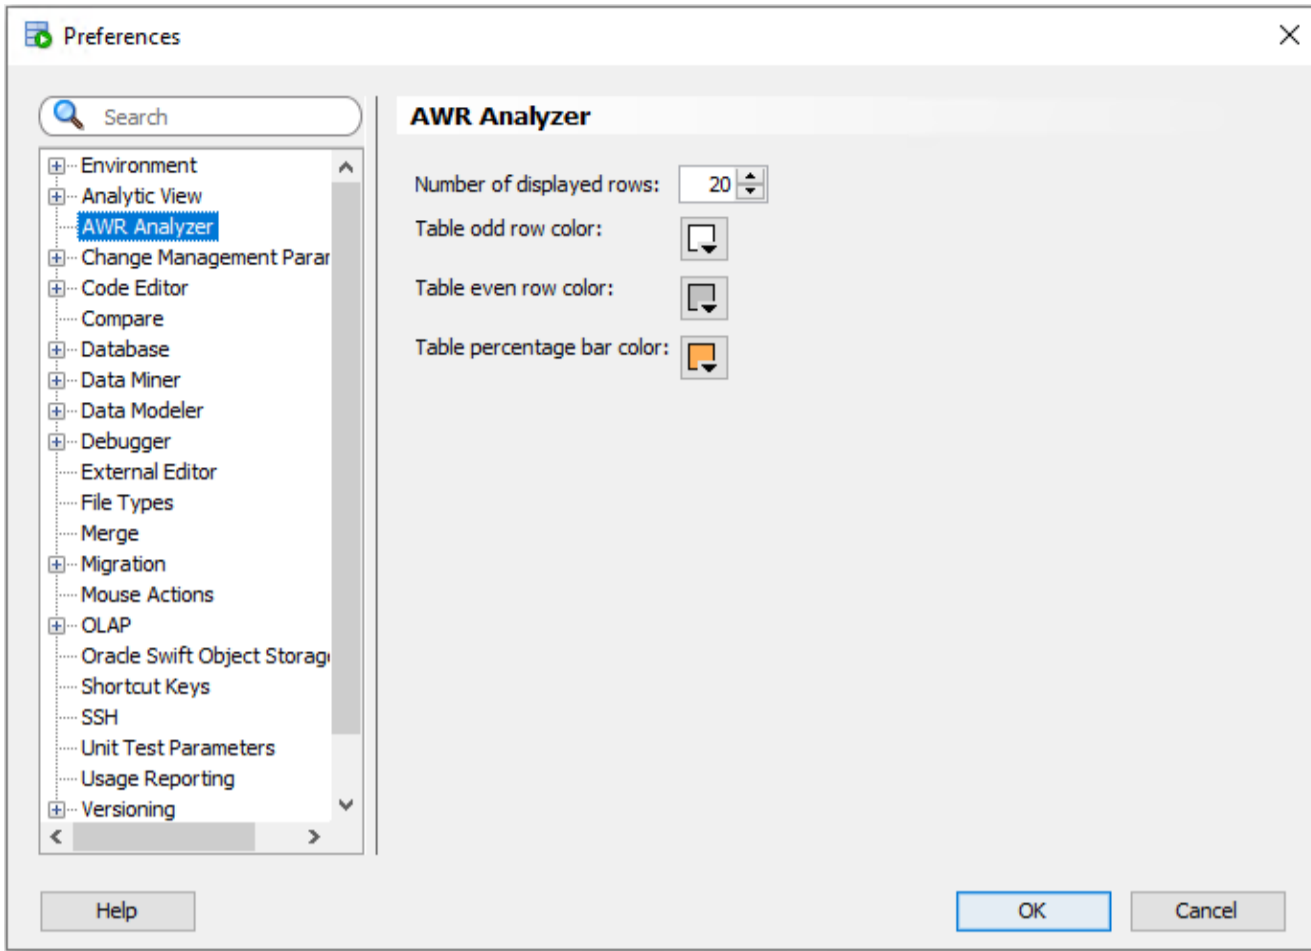 Preferences
Search
Environment
Analytic View
AWR Analyzer
Change Management Parar
Code Editor
Compare
Database
Data Miner
Data Modeler
Debugger
External Editor
File Types
Merge
Migration
Mouse Actions
OLAP
Oracle Swift Object Storag
Shortcut Keys
SSH
Unit Test Parameters
Usage Reporting
Versioning
AWR Analyzer
Number of displayed rows: 20
Table odd row color:
Table even row color:
Table percentage bar color:
Help
OK
Cancel